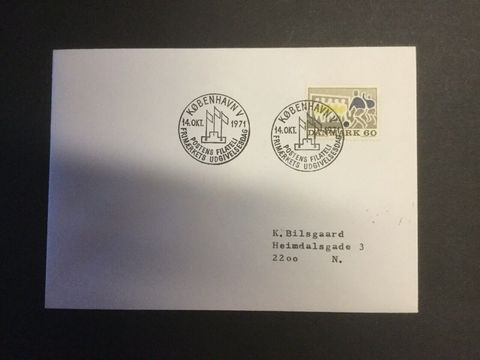 KØBENHAVN V
14.OKT. 1971
POSTENS FILATELI
FRIMÆRKETS UDGIVELSESDAG
KØBENHAVN V
14.OKT.
POSTENS FILATELI
FRIMÆRKETS UDGIVELSESDAG
DANMARK 60
K.Bilsgaard
Heimdalsgade 3
22oo N.